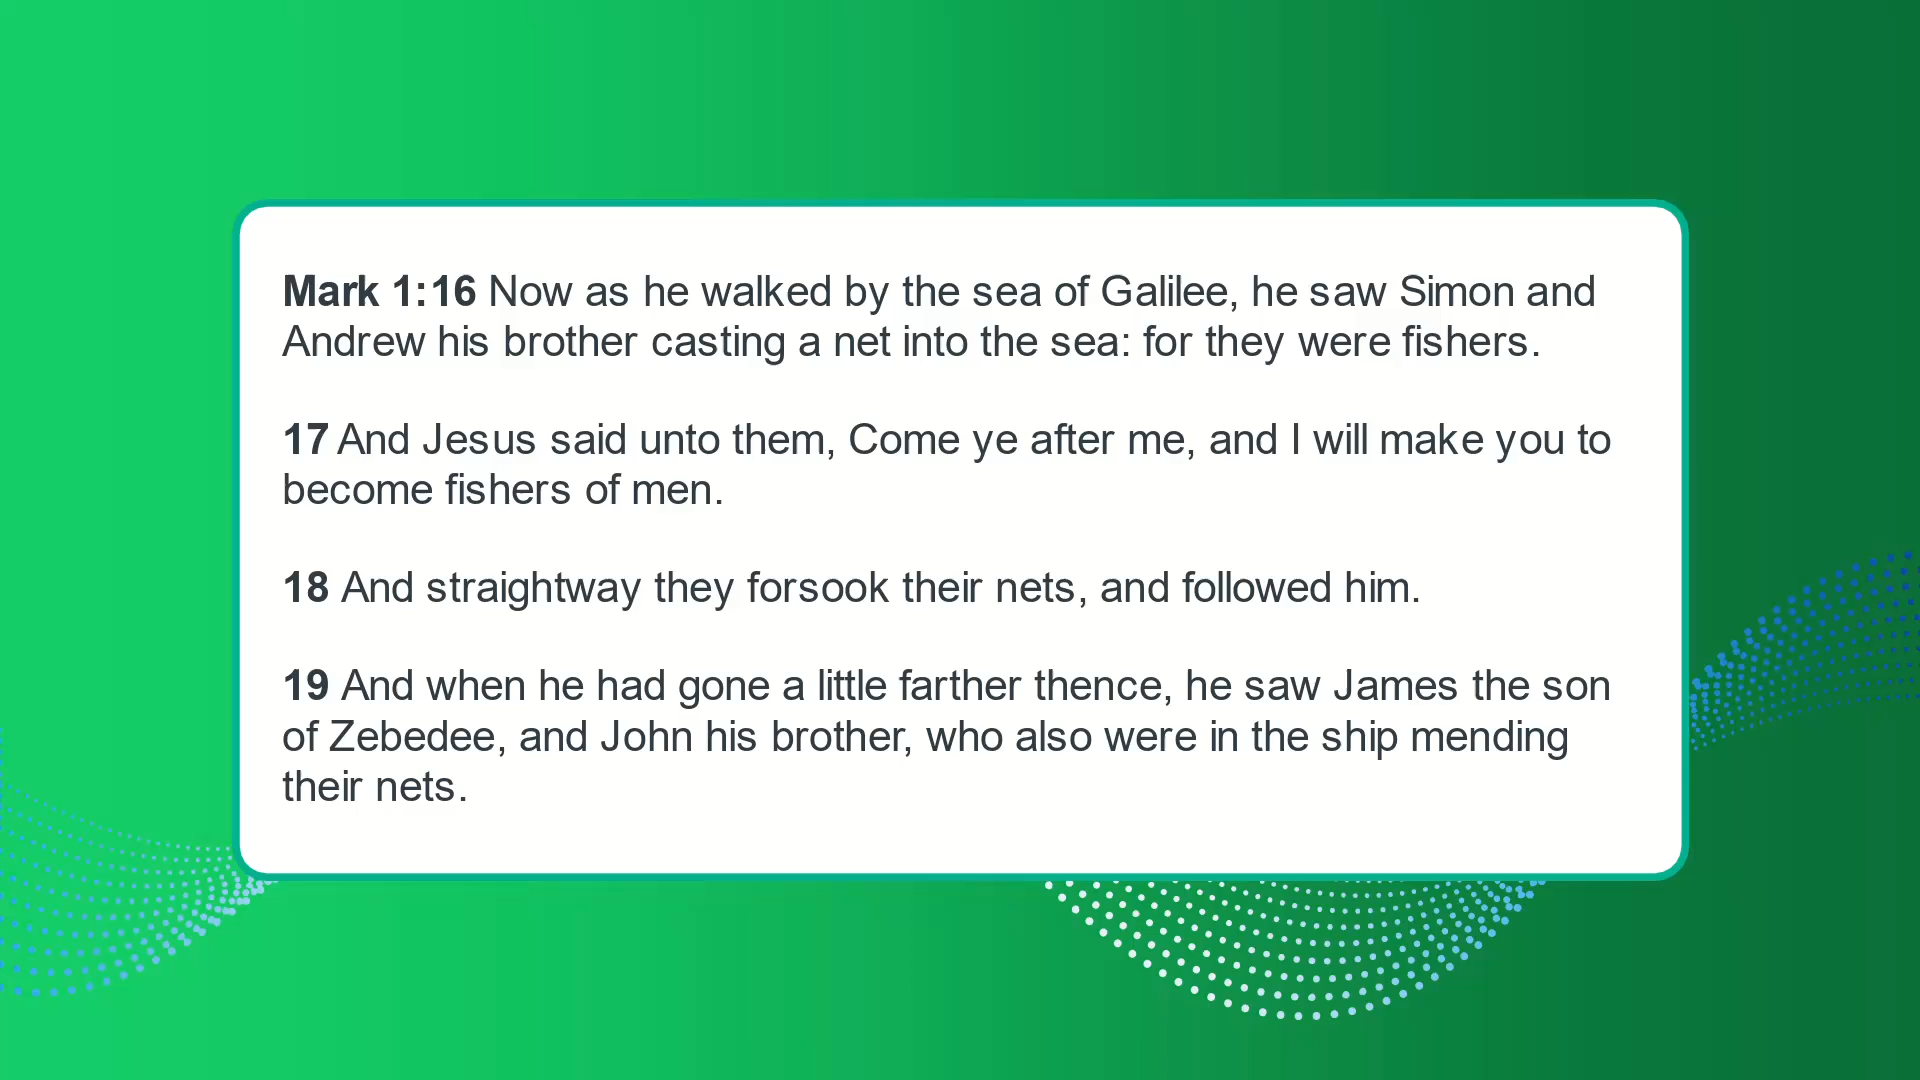 Mark 1:16 Now as he walked by the sea of Galilee, he saw Simon and
Andrew his brother casting a net into the sea: for they were fishers.
17 And Jesus said unto them, Come ye after me, and I will make you to
become fishers of men.
18 And straightway they forsook their nets, and followed him.
19 And when he had gone a little farther thence, he saw James the son
of Zebedee, and John his brother, who also were in the ship mending
their nets.